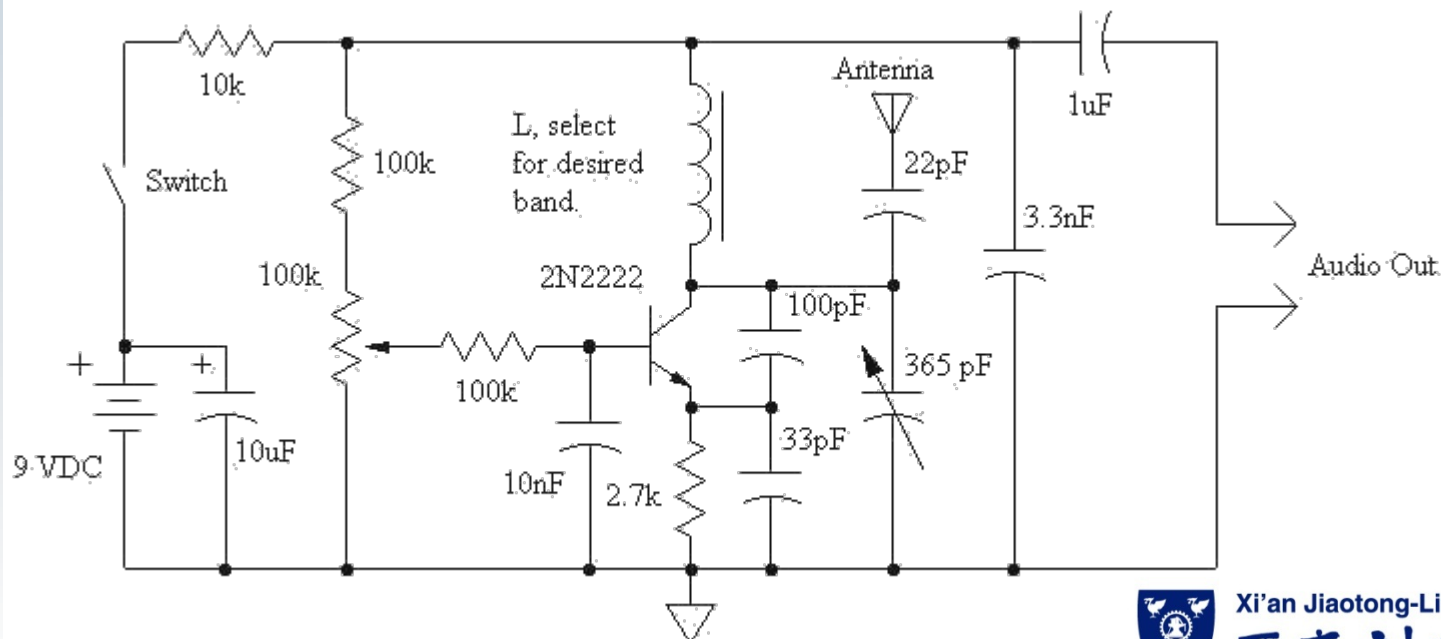 10k
Antenna
1uF
L, select
for desired
band.
100k
22pF
Switch
3.3nF
100k
2N2222
Audio Out
100pF
+
+
365 pF
100k
10uF
33pF
9 VDC
10nF
2.7k
Xi'an Jiaotong-Li